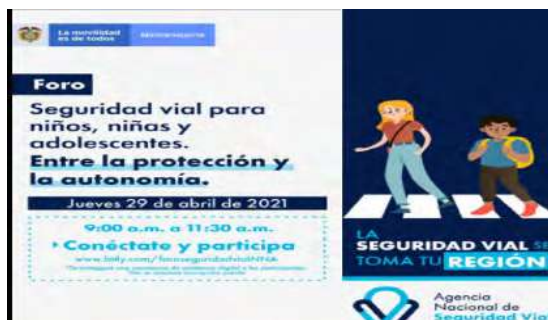 La movilidad
es de todos
Mintransporte
Foro
Seguridad vial para
niños, niñas y
adolescentes.
Entre la protección y
la autonomía.
Jueves 29 de abril de 2021
9:00 a.m. a 11:30 a.m.
Conéctate y participa
LA
SEGURIDAD VIAL SE
TOMA TU REGIÓN
Agencia
Nacional de
Seguridad Vial